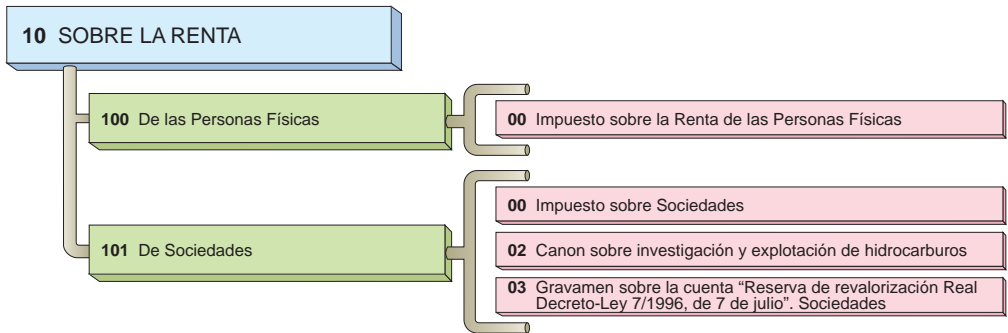 10 SOBRE LA RENTA
100 De las Personas Físicas
00 Impuesto sobre la Renta de las Personas Físicas
101 De Sociedades
00 Impuesto sobre Sociedades
02 Canon sobre investigación y explotación de hidrocarburos
03 Gravamen sobre la cuenta “Reserva de revalorización Real
Decreto-Ley 7/1996, de 7 de julio”. Sociedades